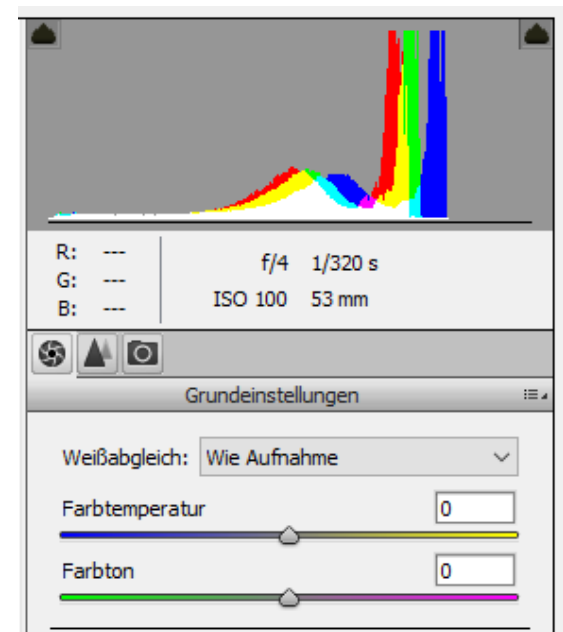 R: ---
G: ---
B: ---
f/4 1/320 s
ISO 100 53 mm
Grundeinstellungen
Weißabgleich: Wie Aufnahme
Farbtemperatur 0
Farbton 0